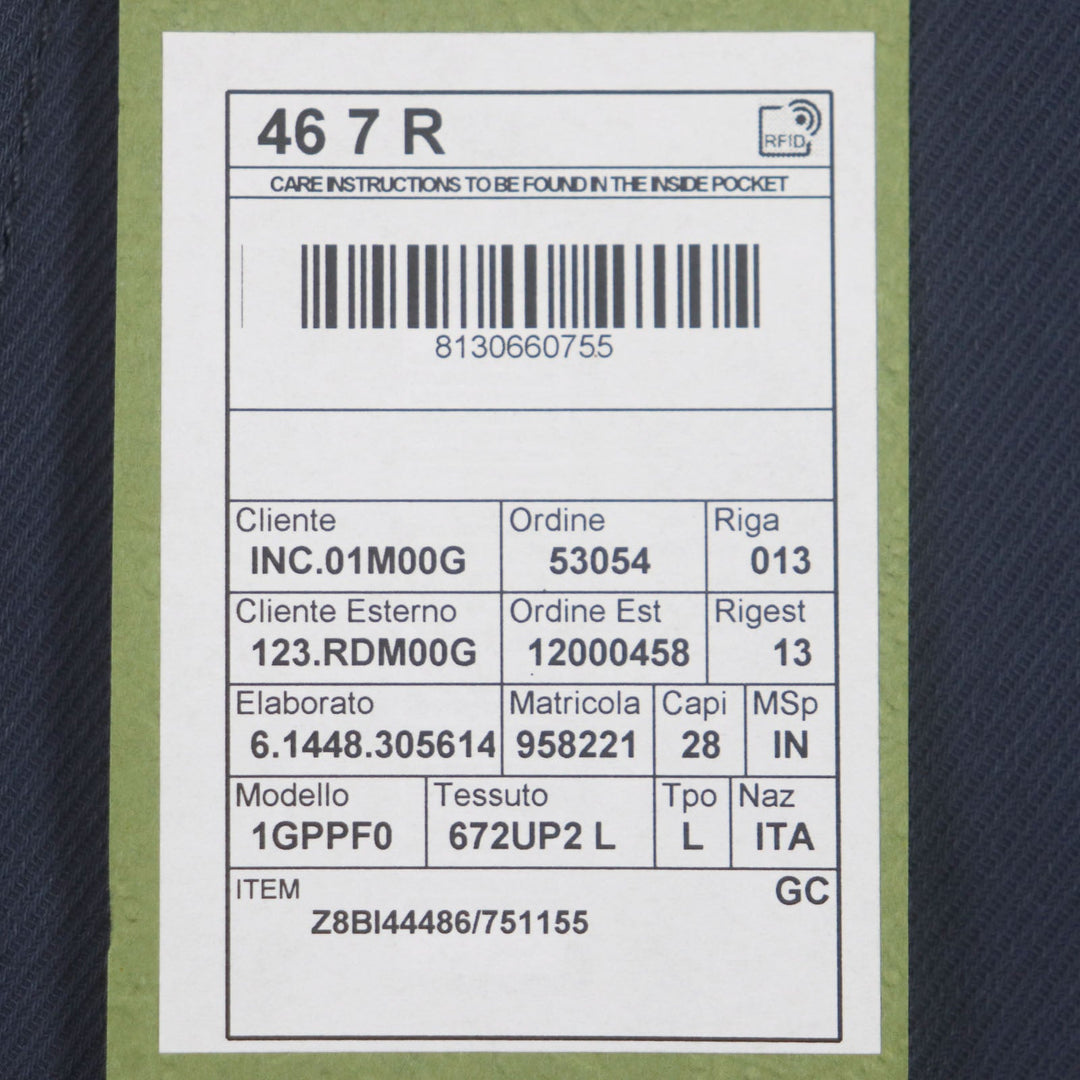 46 7 R
RFID
CARE INSTRUCTIONS TO BE FOUND IN THE INSIDE POCKET
8130660755
Cliente Ordine Riga
INC.01M00G 53054 013
Cliente Esterno Ordine Est Rigest
123.RDM00G 12000458 13
Elaborato Matricola Capi MSp
6.1448.305614 958221 28 IN
Modello Tessuto Tpo Naz
1GPPF0 672UP2 L L ITA
ITEM GC
Z8BI44486/751155